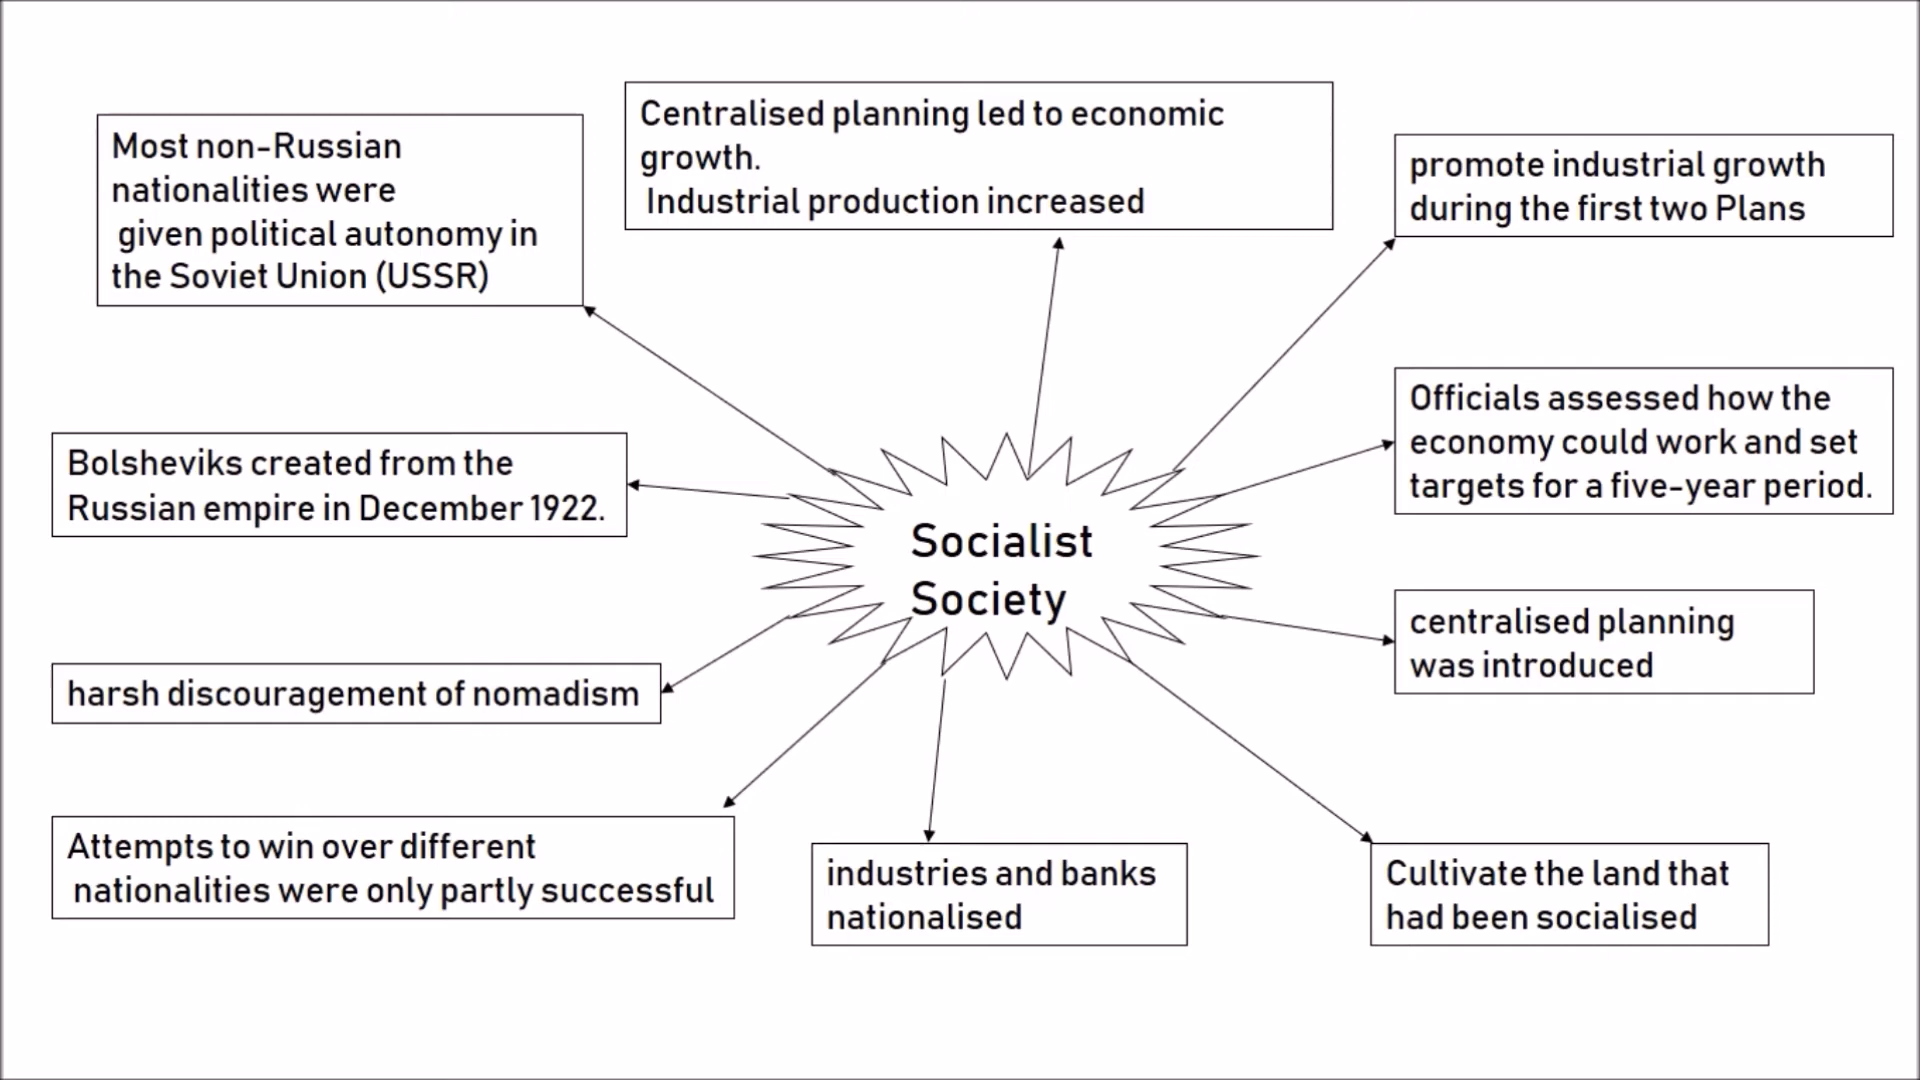 Most non-Russian
nationalities were
given political autonomy in
the Soviet Union (USSR)
Centralised planning led to economic
growth.
Industrial production increased
promote industrial growth
during the first two Plans
Officials assessed how the
economy could work and set
targets for a five-year period.
Bolsheviks created from the
Russian empire in December 1922.
Socialist
Society
centralised planning
was introduced
harsh discouragement of nomadism
Attempts to win over different
nationalities were only partly successful
industries and banks
nationalised
Cultivate the land that
had been socialised